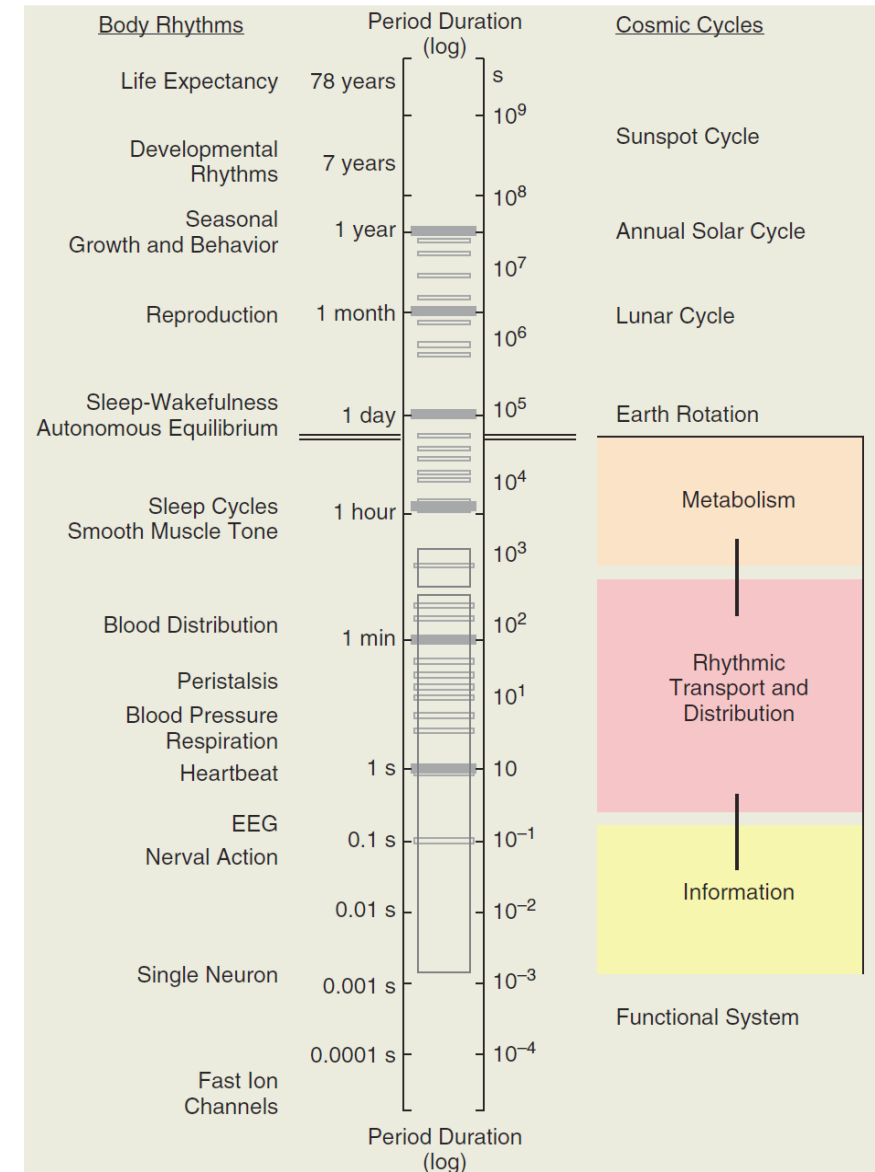 Body Rhythms
Period Duration
(log)
Cosmic Cycles
Life Expectancy
78 years
s
10⁹
Sunspot Cycle
Developmental
Rhythms
7 years
10⁸
Seasonal
Growth and Behavior
1 year
Annual Solar Cycle
10⁷
Reproduction
1 month
Lunar Cycle
10⁶
Sleep-Wakefulness
Autonomous Equilibrium
1 day
10⁵
Earth Rotation
10⁴
Metabolism
Sleep Cycles
Smooth Muscle Tone
1 hour
10³
Blood Distribution
1 min
10²
Rhythmic
Transport and
Distribution
Peristalsis
10¹
Blood Pressure
Respiration
Heartbeat
1 s
10
EEG
Nerval Action
0.1 s
10⁻¹
Information
0.01 s
10⁻²
Single Neuron
0.001 s
10⁻³
Functional System
0.0001 s
10⁻⁴
Fast Ion
Channels
Period Duration
(log)